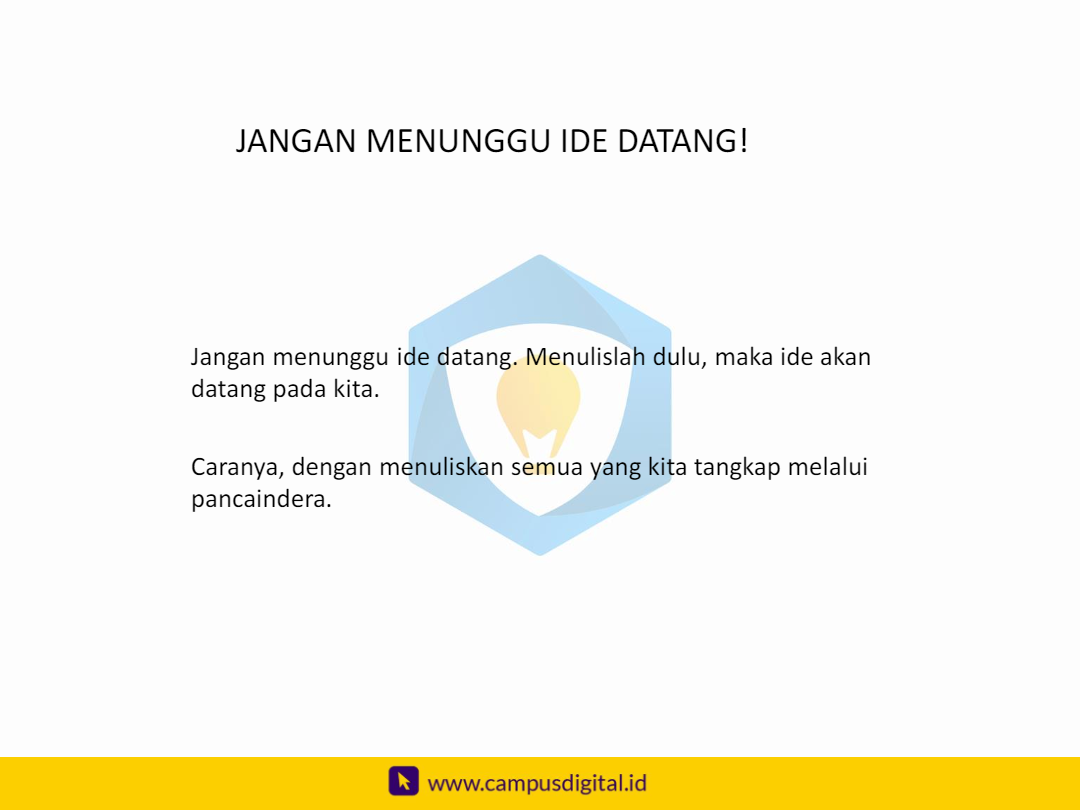 JANGAN MENUNGGU IDE DATANG!
Jangan menunggu ide datang. Menulislah dulu, maka ide akan
datang pada kita.
Caranya, dengan menuliskan semua yang kita tangkap melalui
pancaindera.
www.campusdigital.id